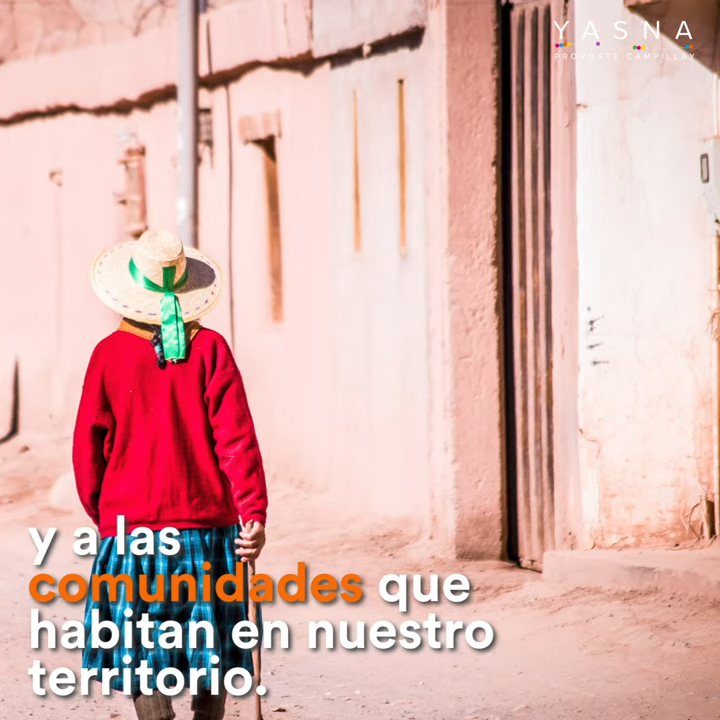 YASNA
PROVOSTE CAMPILLAY
y a las
comunidades que
habitan en nuestro
territorio.